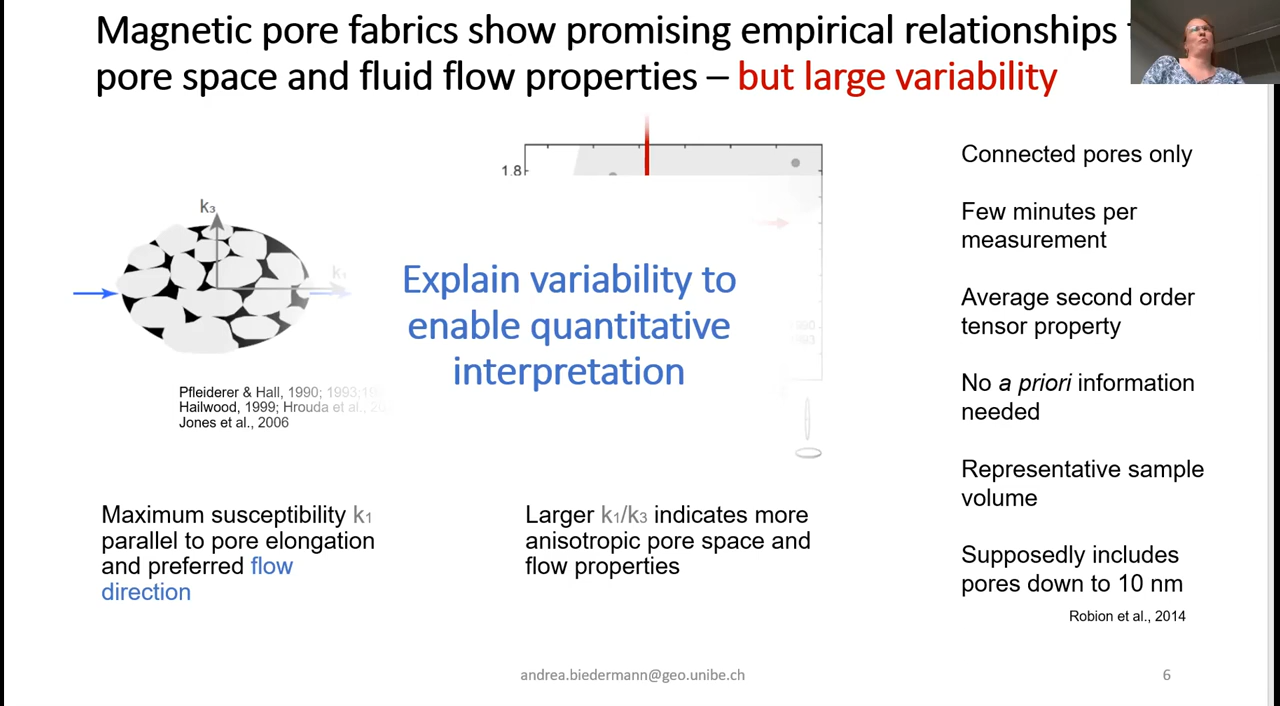 Magnetic pore fabrics show promising empirical relationships
pore space and fluid flow properties – but large variability
1.8
k₃
k₁
Explain variability to
enable quantitative
interpretation
Pfleiderer & Hall, 1990; 1993;
Hailwood, 1999; Hrouda et al.,
Jones et al., 2006
Maximum susceptibility k₁
parallel to pore elongation
and preferred flow
direction
Larger k₁/k₃ indicates more
anisotropic pore space and
flow properties
Connected pores only
Few minutes per
measurement
Average second order
tensor property
No a priori information
needed
Representative sample
volume
Supposedly includes
pores down to 10 nm
Robion et al., 2014
andrea.biedermann@geo.unibe.ch
6